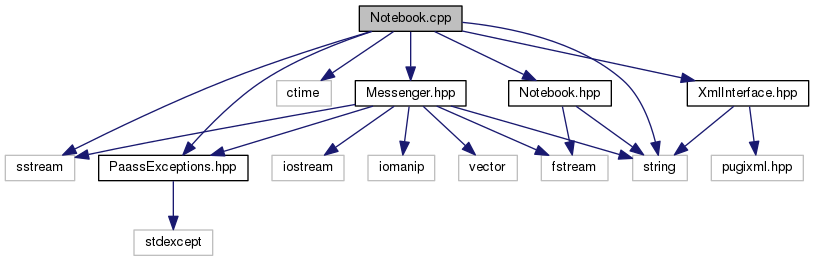 Notebook.cpp
ctime
Messenger.hpp
Notebook.hpp
XmlInterface.hpp
sstream
PaassExceptions.hpp
iostream
iomanip
vector
fstream
string
pugixml.hpp
stdexcept